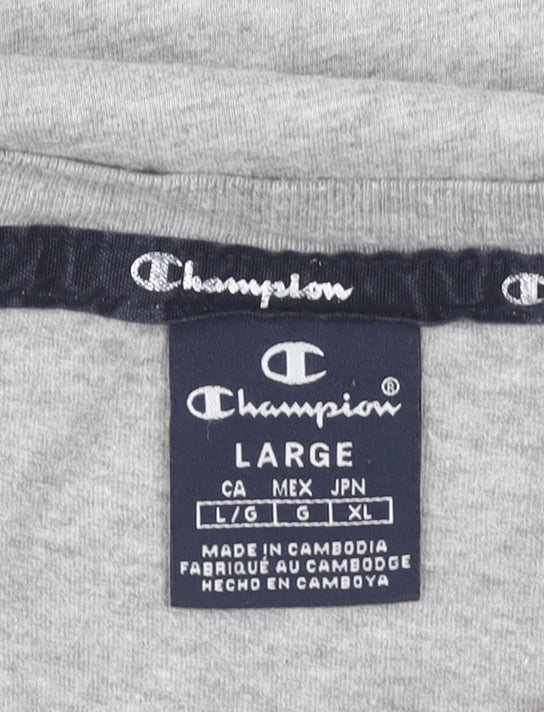 Champion
Champion®
LARGE
CA MEX JPN
L/G G XL
MADE IN CAMBODIA
FABRIQUÉ AU CAMBODGE
HECHO EN CAMBOYA